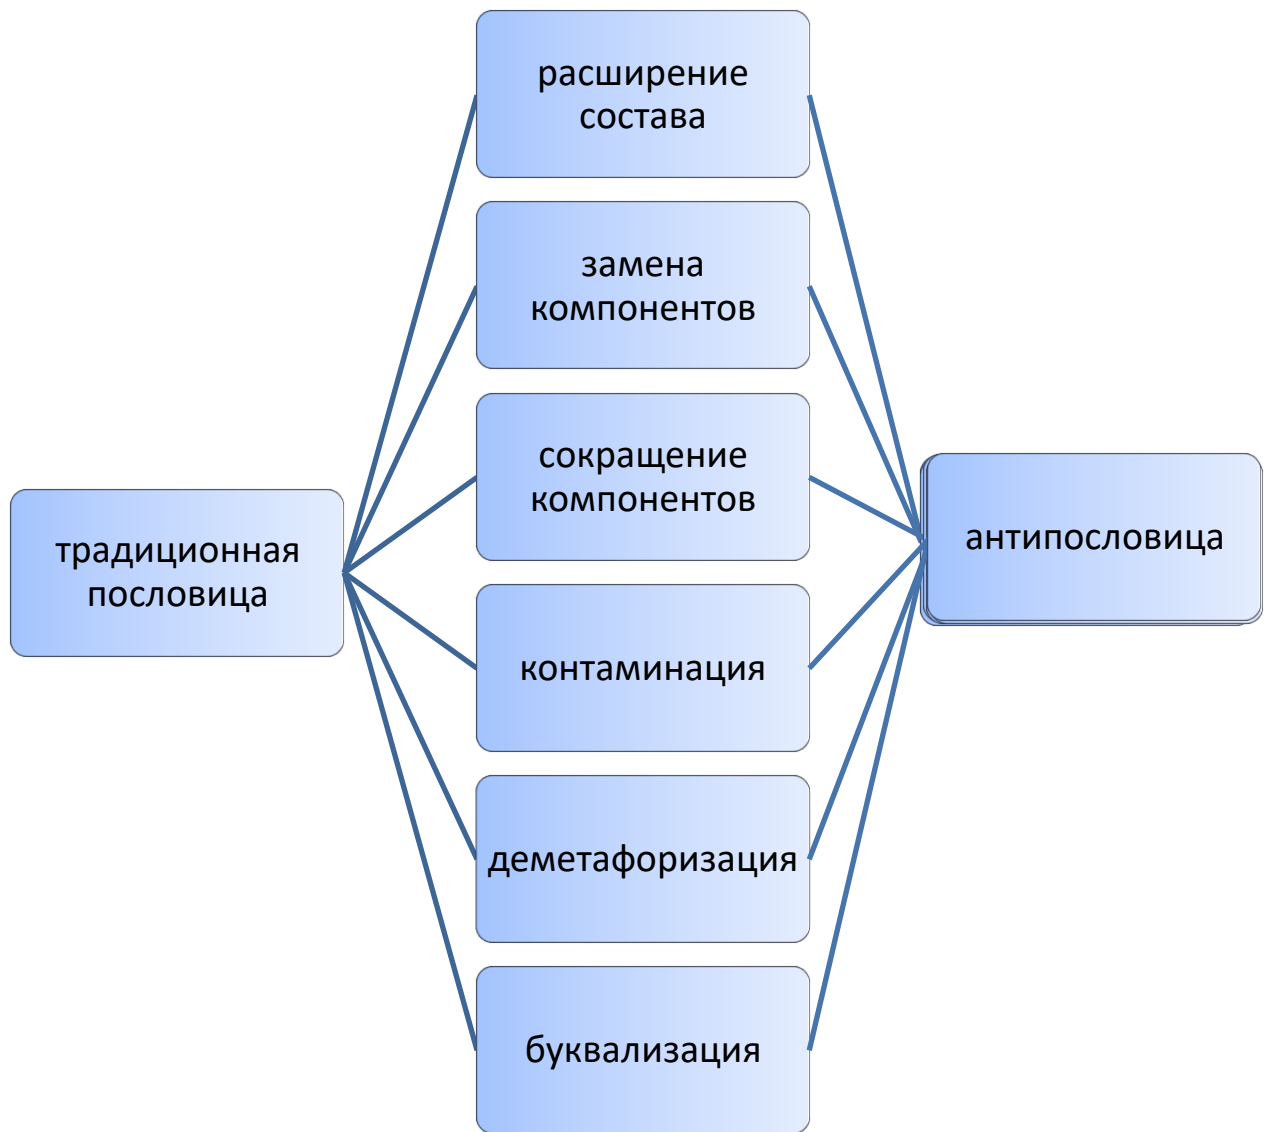 расширение
состава
замена
компонентов
сокращение
компонентов
традиционная
пословица
антипословица
контаминация
деметафоризация
буквализация